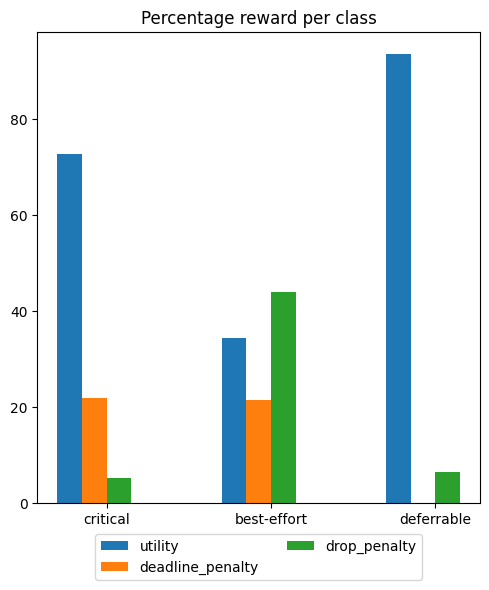 Percentage reward per class
80
60
40
20
0
critical best-effort deferrable
utility drop_penalty
deadline_penalty